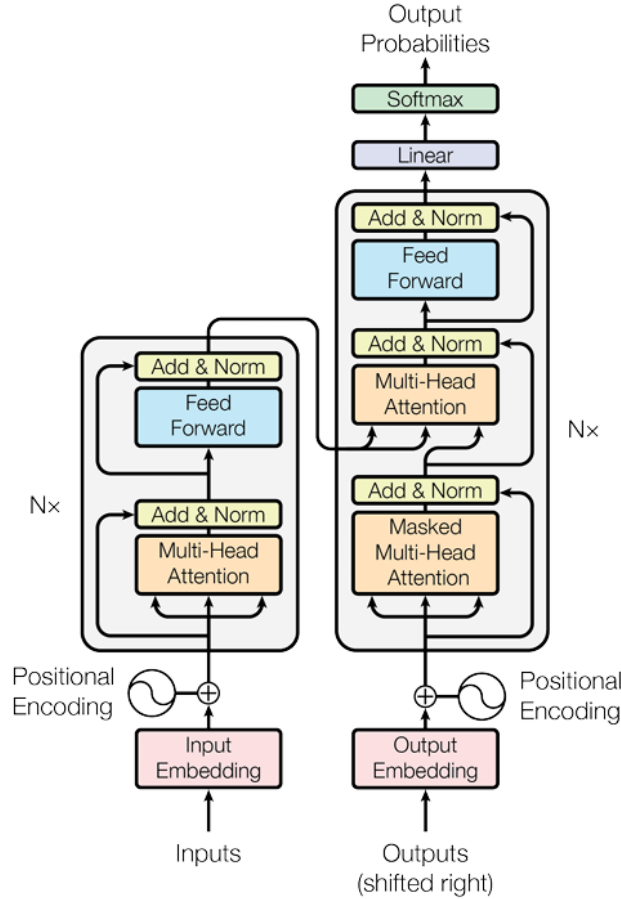 Output
Probabilities
Softmax
Linear
Add & Norm
Feed
Forward
Add & Norm
Multi-Head
Attention
Add & Norm
Masked
Multi-Head
Attention
Nx
Add & Norm
Feed
Forward
Add & Norm
Multi-Head
Attention
N×
Positional
Encoding
Positional
Encoding
Input
Embedding
Output
Embedding
Inputs
Outputs
(shifted right)